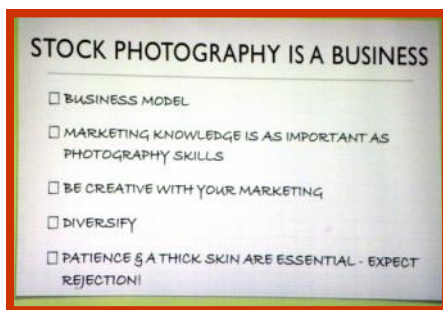 STOCK PHOTOGRAPHY IS A BUSINESS
BUSINESS MODEL
MARKETING KNOWLEDGE IS AS IMPORTANT AS
PHOTOGRAPHY SKILLS
BE CREATIVE WITH YOUR MARKETING
DIVERSIFY
PATIENCE & A THICK SKIN ARE ESSENTIAL - EXPECT
REJECTION!